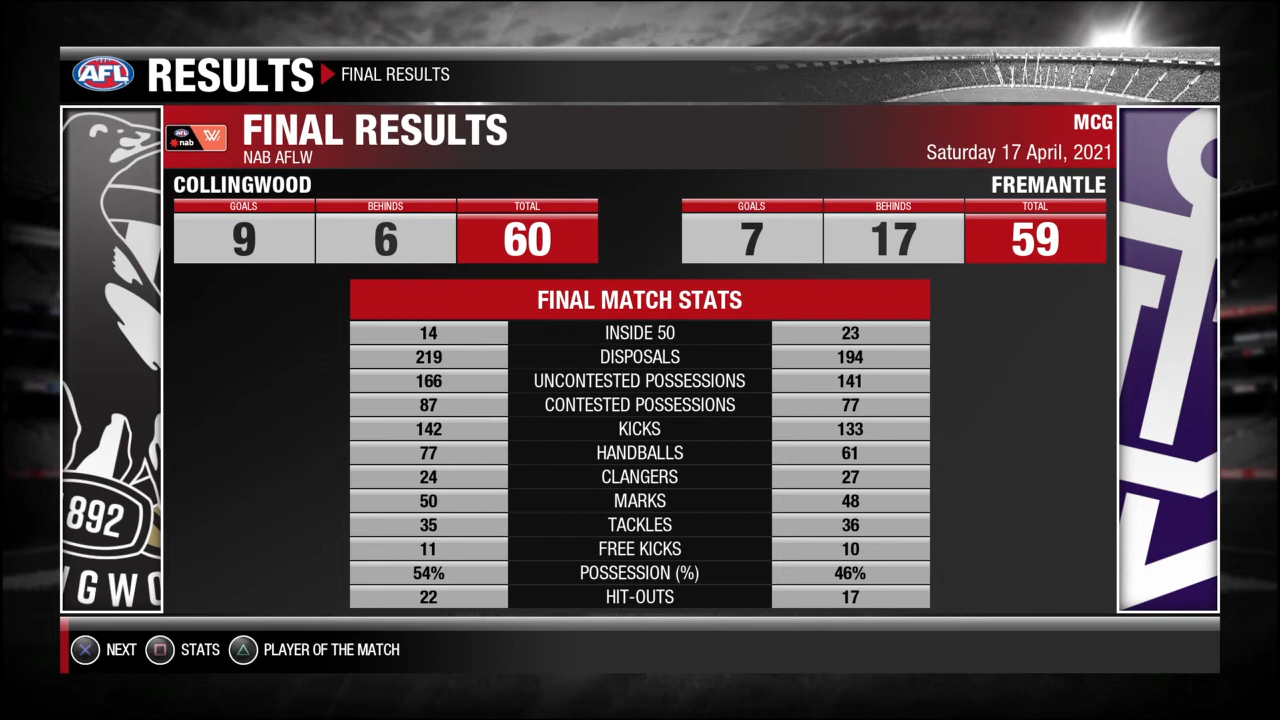 AFL RESULTS FINAL RESULTS
AFL nab W FINAL RESULTS MCG
NAB AFLW Saturday 17 April, 2021
COLLINGWOOD FREMANTLE
GOALS BEHINDS TOTAL GOALS BEHINDS TOTAL
9 6 60 7 17 59
FINAL MATCH STATS
14 INSIDE 50 23
219 DISPOSALS 194
166 UNCONTESTED POSSESSIONS 141
87 CONTESTED POSSESSIONS 77
142 KICKS 133
77 HANDBALLS 61
24 CLANGERS 27
50 MARKS 48
35 TACKLES 36
11 FREE KICKS 10
54% POSSESSION (%) 46%
22 HIT-OUTS 17
892
NGWO
NEXT STATS PLAYER OF THE MATCH